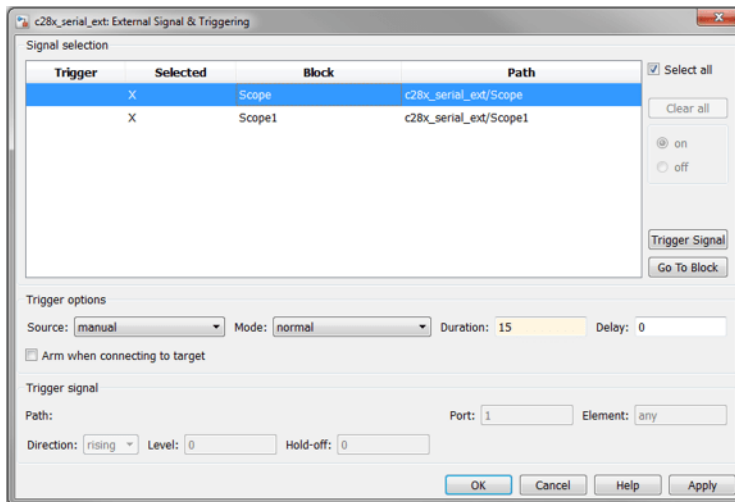 c28x_serial_ext: External Signal & Triggering
Signal selection
Trigger Selected Block Path
X Scope c28x_serial_ext/Scope
X Scope1 c28x_serial_ext/Scope1
Select all
Clear all
on
off
Trigger Signal
Go To Block
Trigger options
Source: manual Mode: normal Duration: 15 Delay: 0
Arm when connecting to target
Trigger signal
Path: Port: 1 Element: any
Direction: rising Level: 0 Hold-off: 0
OK Cancel Help Apply